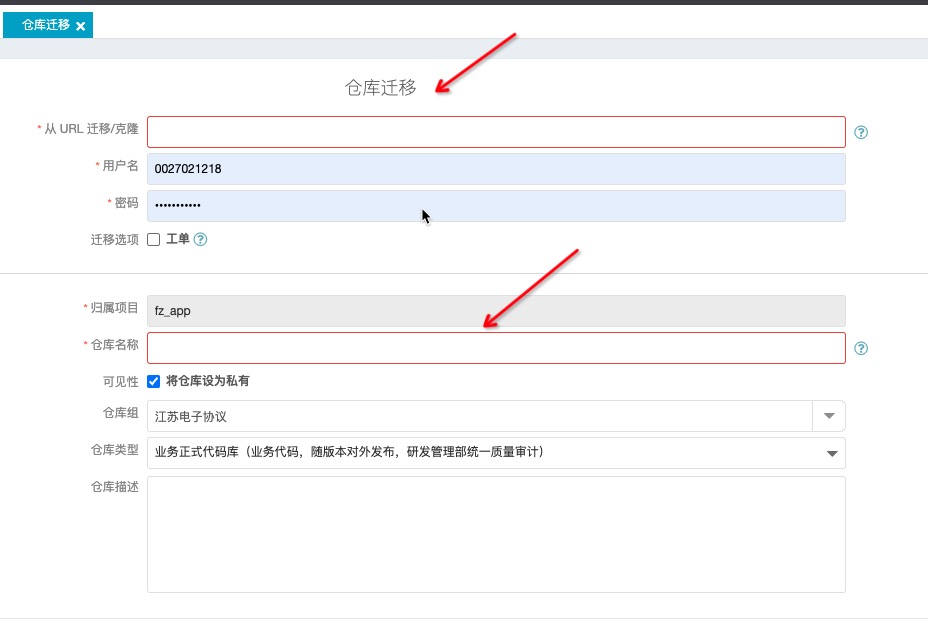 仓库迁移
仓库迁移
* 从 URL 迁移/克隆
* 用户名 0027021218
* 密码 •••••••••••
迁移选项 工单
* 归属项目 fz_app
* 仓库名称
可见性 将仓库设为私有
仓库组 江苏电子协议
仓库类型 业务正式代码库（业务代码，随版本对外发布，研发管理部统一质量审计）
仓库描述